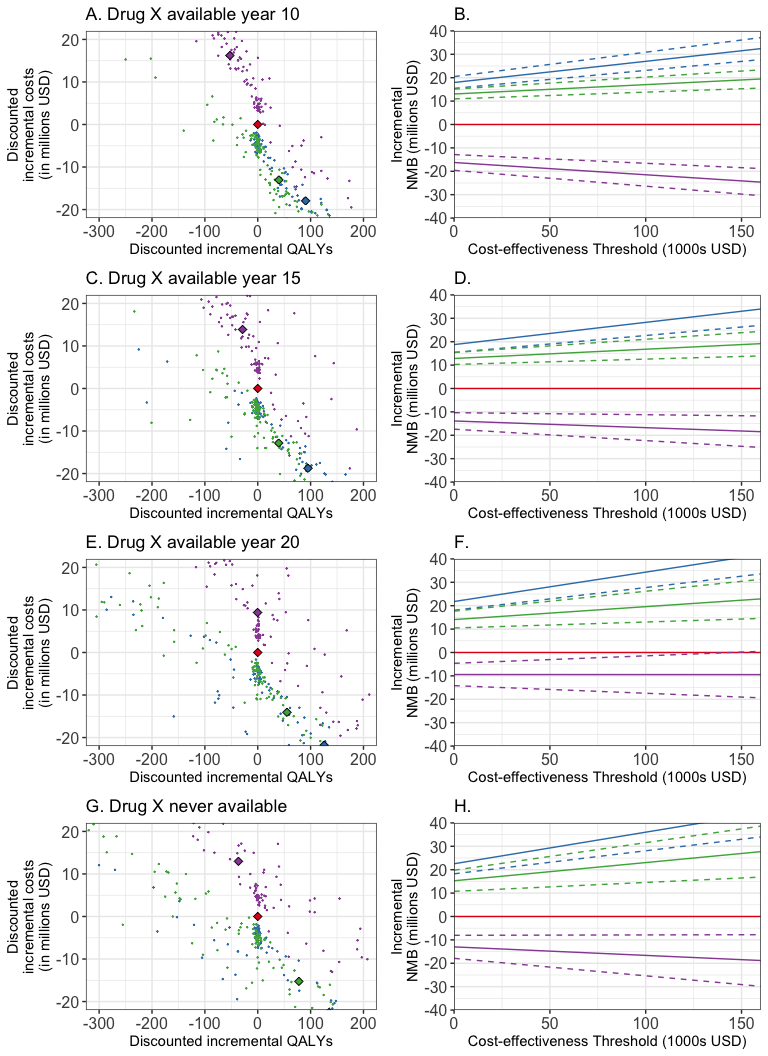 A. Drug X available year 10
Discounted
incremental costs
(in millions USD)
20
10
0
-10
-20
-300 -200 -100 0 100 200
Discounted incremental QALYs
B.
Incremental
NMB (millions USD)
40
30
20
10
0
-10
-20
-30
-40
0 50 100 150
Cost-effectiveness Threshold (1000s USD)
C. Drug X available year 15
Discounted
incremental costs
(in millions USD)
20
10
0
-10
-20
-300 -200 -100 0 100 200
Discounted incremental QALYs
D.
Incremental
NMB (millions USD)
40
30
20
10
0
-10
-20
-30
-40
0 50 100 150
Cost-effectiveness Threshold (1000s USD)
E. Drug X available year 20
Discounted
incremental costs
(in millions USD)
20
10
0
-10
-20
-300 -200 -100 0 100 200
Discounted incremental QALYs
F.
Incremental
NMB (millions USD)
40
30
20
10
0
-10
-20
-30
-40
0 50 100 150
Cost-effectiveness Threshold (1000s USD)
G. Drug X never available
Discounted
incremental costs
(in millions USD)
20
10
0
-10
-20
-300 -200 -100 0 100 200
Discounted incremental QALYs
H.
Incremental
NMB (millions USD)
40
30
20
10
0
-10
-20
-30
-40
0 50 100 150
Cost-effectiveness Threshold (1000s USD)